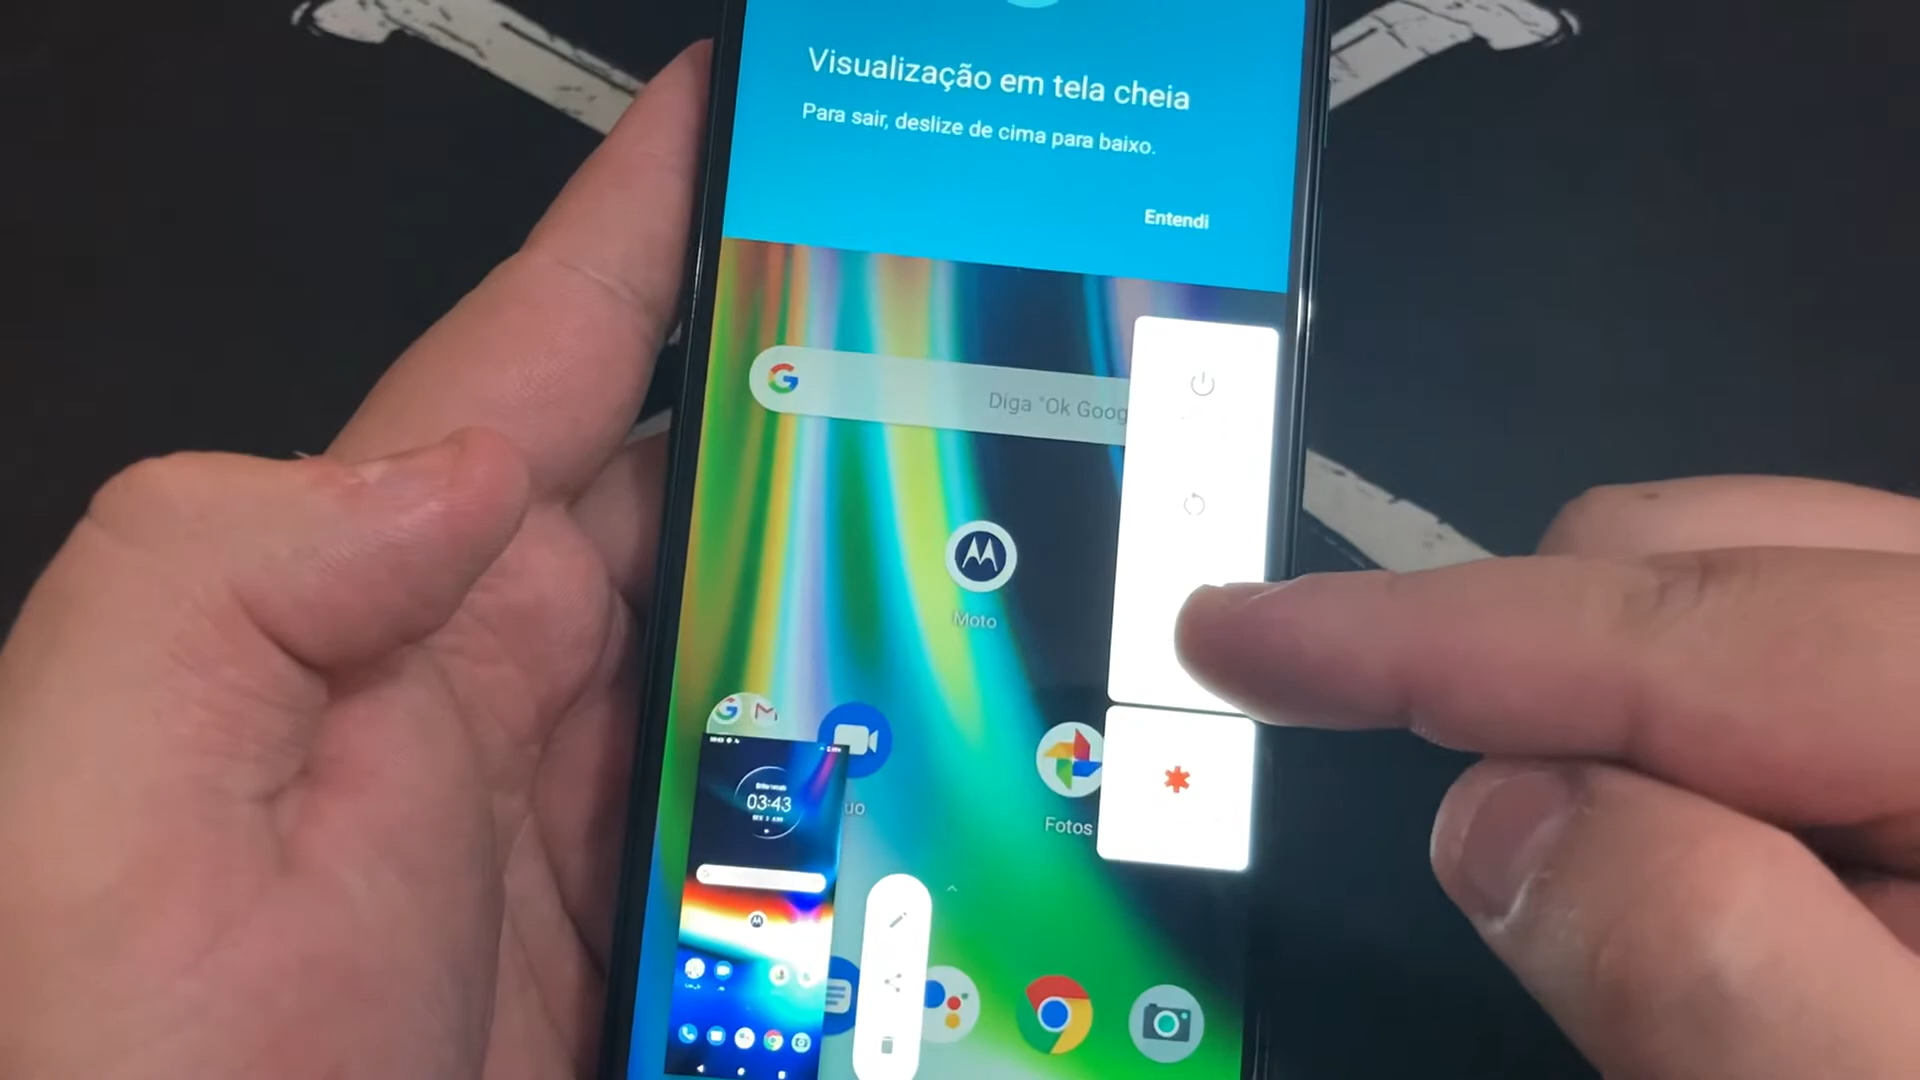 Visualização em tela cheia
Para sair, deslize de cima para baixo.
Entendi
Diga "Ok Goog
Moto
uo
Fotos
03:43